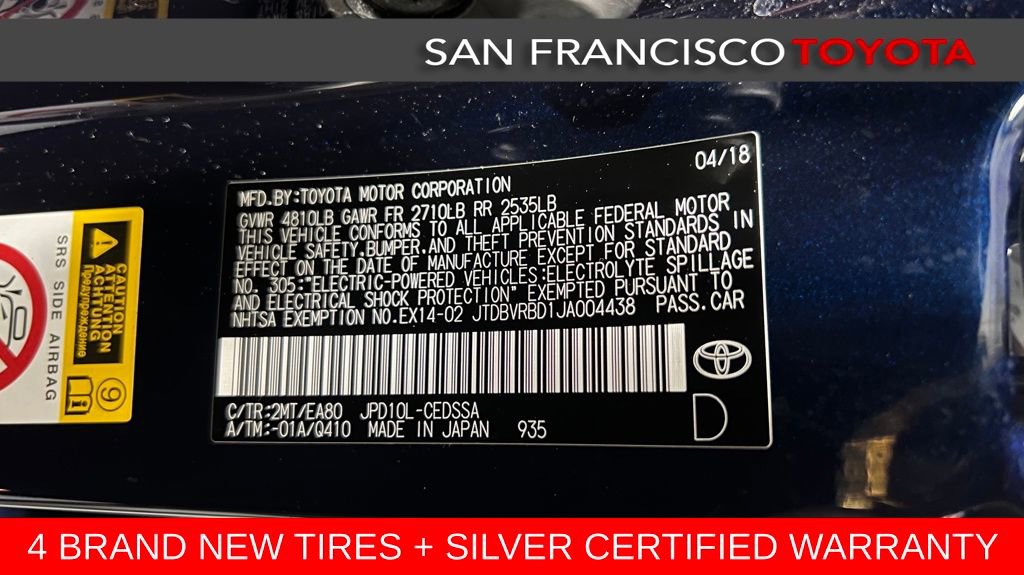 SAN FRANCISCO TOYOTA
04/18
MFD.BY:TOYOTA MOTOR CORPORATION
GVWR 4810LB GAWR FR 2710LB RR 2535LB
THIS VEHICLE CONFORMS TO ALL APPLICABLE FEDERAL MOTOR
VEHICLE SAFETY,BUMPER,AND THEFT PREVENTION STANDARDS IN
EFFECT ON THE DATE OF MANUFACTURE EXCEPT FOR STANDARD
NO. 305:"ELECTRIC-POWERED VEHICLES:ELECTROLYTE SPILLAGE
AND ELECTRICAL SHOCK PROTECTION" EXEMPTED PURSUANT TO
NHTSA EXEMPTION NO.EX14-02 JTDBVRBD1JA004438 PASS.CAR
C/TR:2MT/EA80 JPD10L-CEDSSA
A/TM:-01A/Q410 MADE IN JAPAN 935
D
CAUTION
ATTENTION
ACHTUNG
Предупреждение
9
SRS SIDE AIRBAG
4 BRAND NEW TIRES + SILVER CERTIFIED WARRANTY